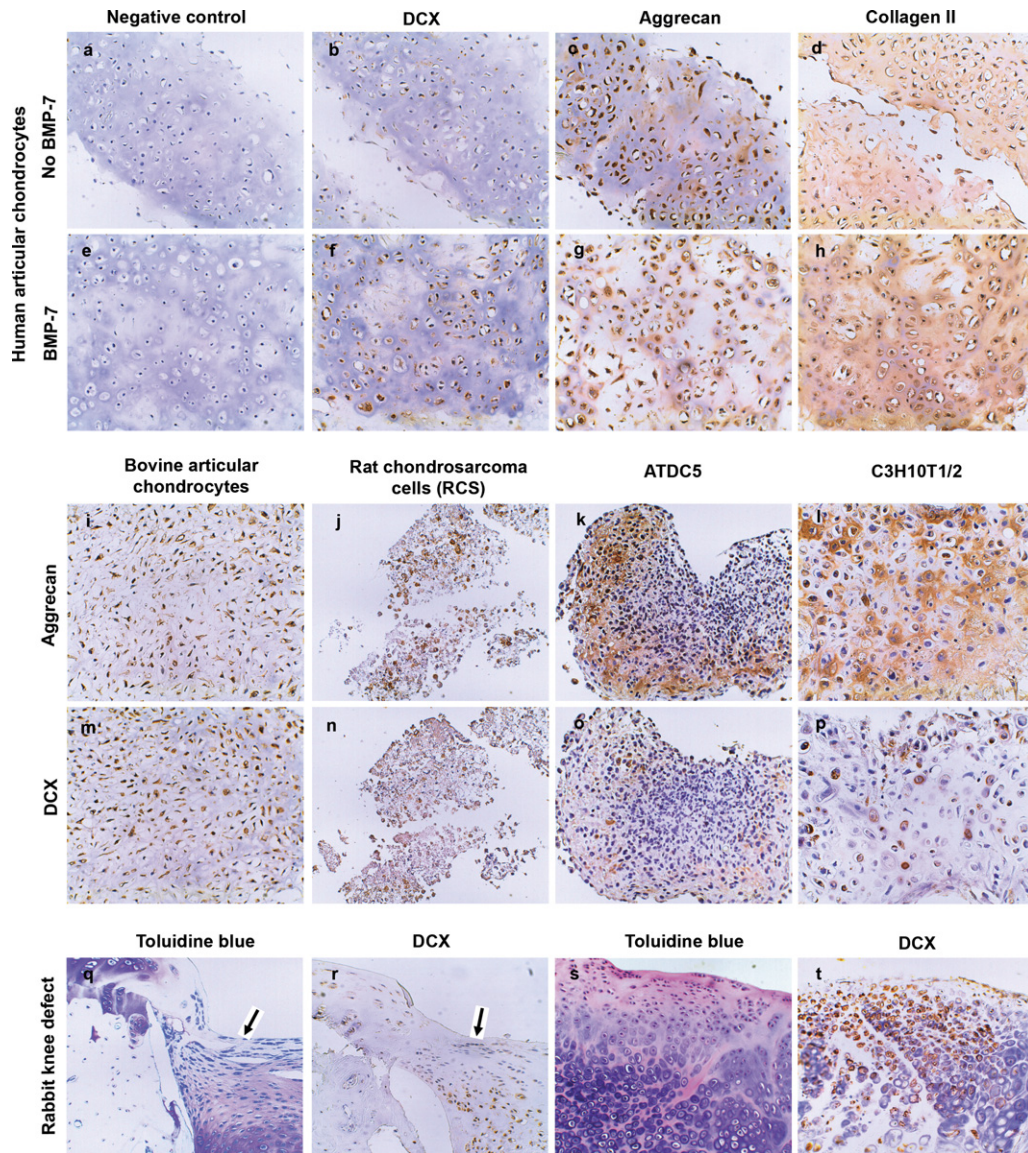 Negative control
DCX
Aggrecan
Collagen II
Human articular chondrocytes
No BMP-7
a
b
c
d
BMP-7
e
f
g
h
Bovine articular
chondrocytes
Rat chondrosarcoma
cells (RCS)
ATDC5
C3H10T1/2
Aggrecan
i
j
k
l
DCX
m
n
o
p
Toluidine blue
DCX
Toluidine blue
DCX
Rabbit knee defect
q
r
s
t